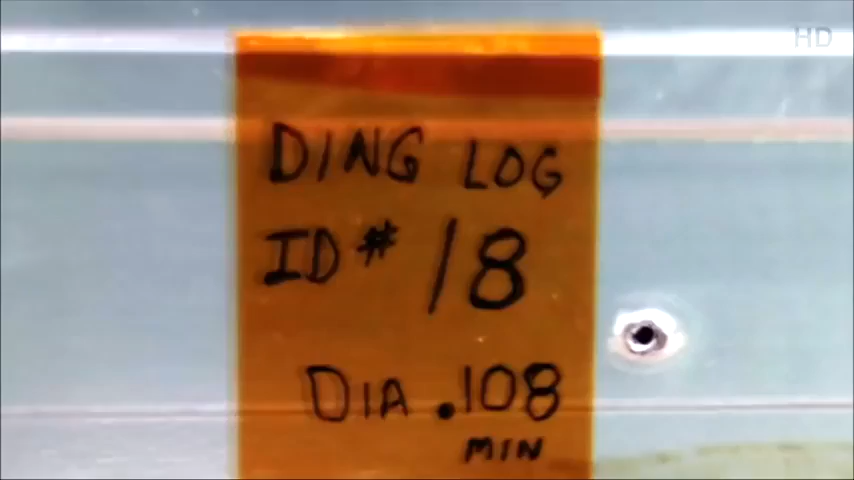 HD
DING LOG
ID # 18
DIA .108
MIN